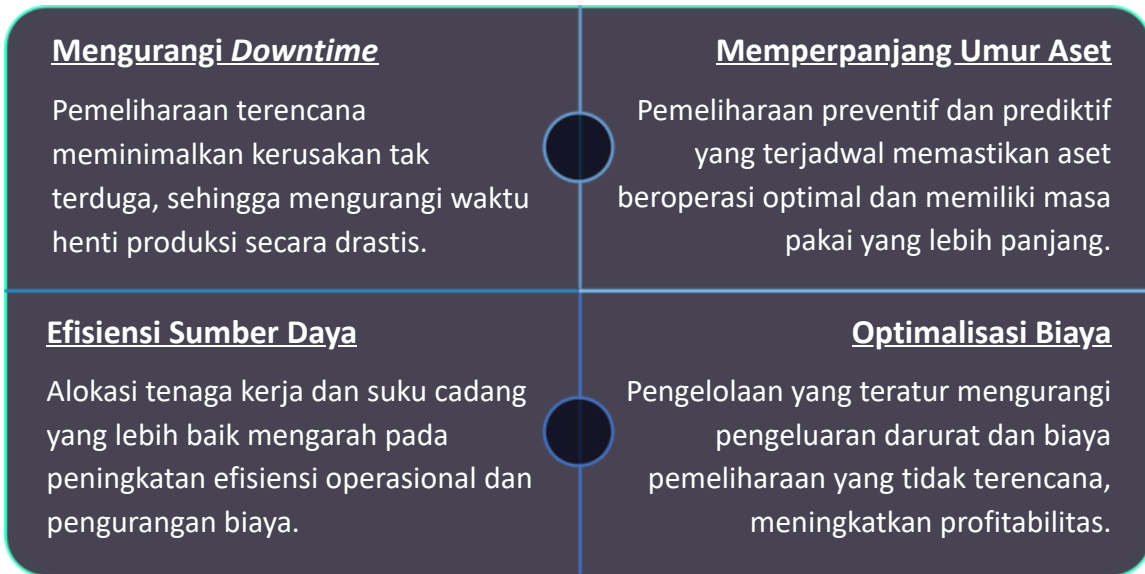 Mengurangi Downtime
Pemeliharaan terencana
meminimalkan kerusakan tak
terduga, sehingga mengurangi waktu
henti produksi secara drastis.
Memperpanjang Umur Aset
Pemeliharaan preventif dan prediktif
yang terjadwal memastikan aset
beroperasi optimal dan memiliki masa
pakai yang lebih panjang.
Efisiensi Sumber Daya
Alokasi tenaga kerja dan suku cadang
yang lebih baik mengarah pada
peningkatan efisiensi operasional dan
pengurangan biaya.
Optimalisasi Biaya
Pengelolaan yang teratur mengurangi
pengeluaran darurat dan biaya
pemeliharaan yang tidak terencana,
meningkatkan profitabilitas.